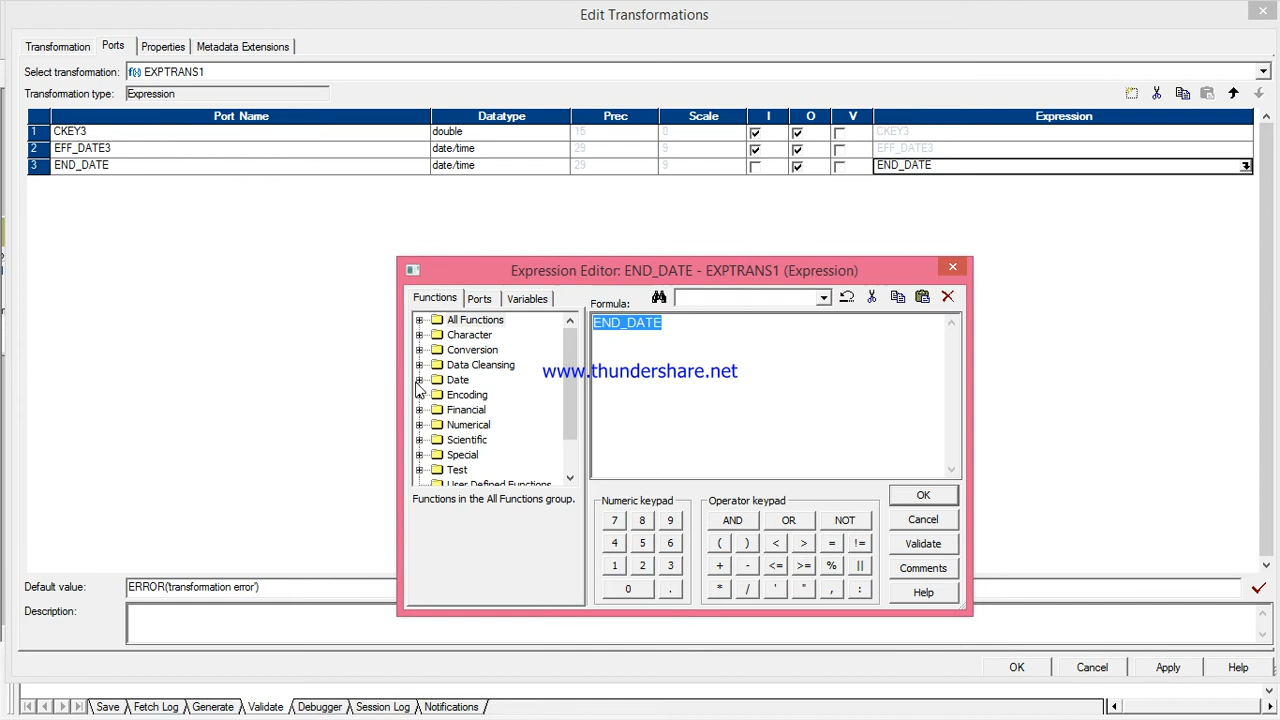 Edit Transformations
Transformation Ports Properties Metadata Extensions
Select transformation: f(x) EXPTRANS1
Transformation type: Expression
Port Name Datatype Prec Scale I O V Expression
1 CKEY3 double 15 0 CKEY3
2 EFF_DATE3 date/time 29 9 EFF_DATE3
3 END_DATE date/time 29 9 END_DATE
Expression Editor: END_DATE - EXPTRANS1 (Expression)
Functions Ports Variables Formula:
All Functions
Character
Conversion
Data Cleansing
Date
Encoding
Financial
Numerical
Scientific
Special
Test
User Defined Functions
Functions in the All Functions group.
END_DATE
www.thundershare.net
Numeric keypad
7 8 9
4 5 6
1 2 3
0 .
Operator keypad
AND OR NOT
( ) < > = !=
+ - <= >= % ||
* / ' " , :
OK
Cancel
Validate
Comments
Help
Default value: ERROR('transformation error')
Description:
OK Cancel Apply Help
Save Fetch Log Generate Validate Debugger Session Log Notifications